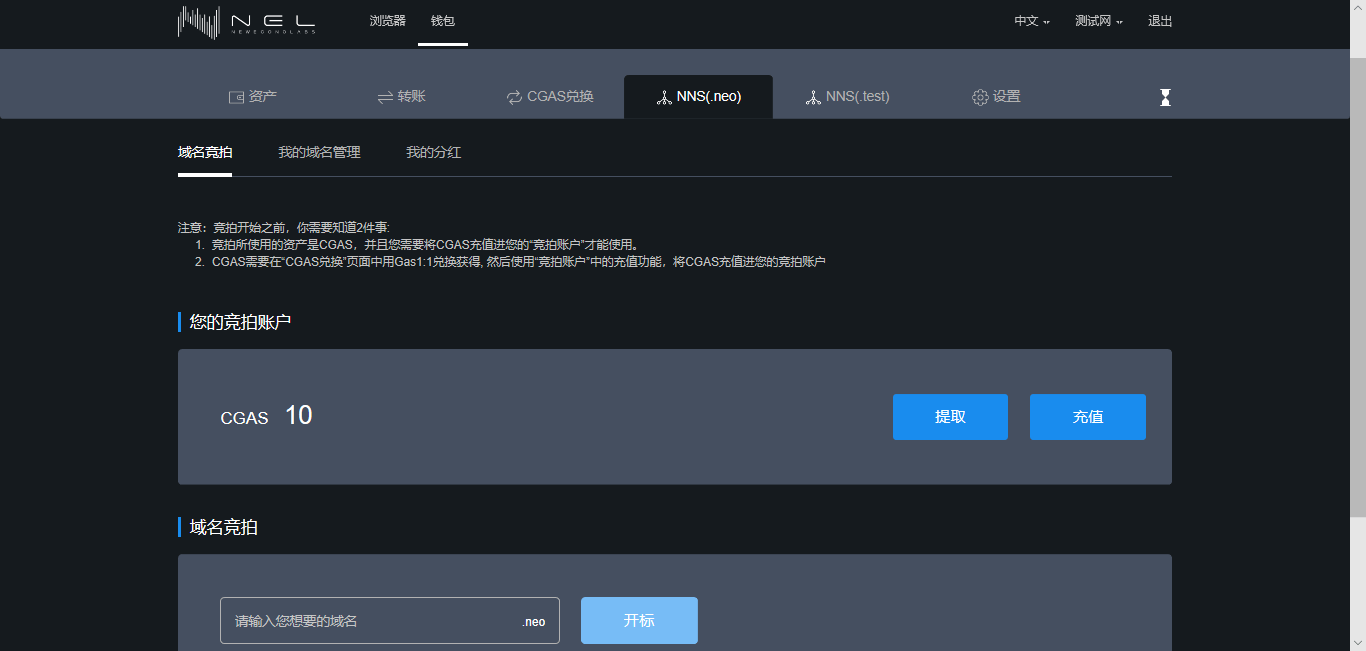 NEL 浏览器 钱包 中文 测试网 退出
NEWECONOLABS
资产 转账 CGAS兑换 NNS(.neo) NNS(.test) 设置
域名竞拍 我的域名管理 我的分红
注意：竞拍开始之前，你需要知道2件事:
1. 竞拍所使用的资产是CGAS，并且您需要将CGAS充值进您的“竞拍账户”才能使用。
2. CGAS需要在“CGAS兑换”页面中用Gas1:1兑换获得, 然后使用“竞拍账户”中的充值功能，将CGAS充值进您的竞拍账户
您的竞拍账户
CGAS 10 提取 充值
域名竞拍
请输入您想要的域名 .neo 开标